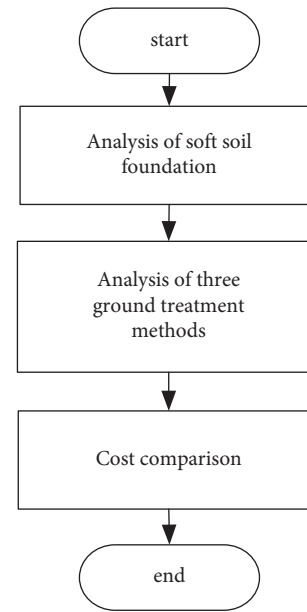 start
Analysis of soft soil
foundation
Analysis of three
ground treatment
methods
Cost comparison
end